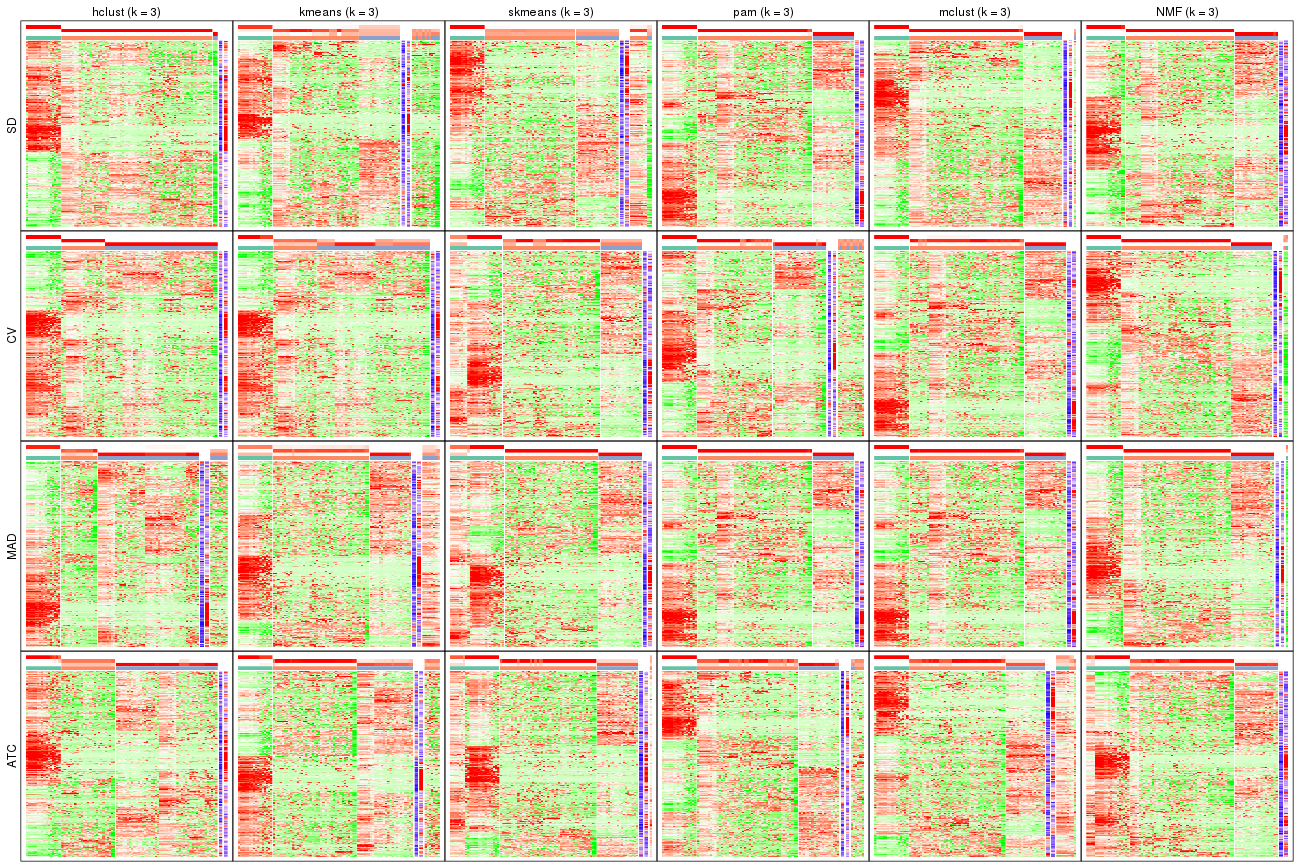 hclust (k = 3)
kmeans (k = 3)
skmeans (k = 3)
pam (k = 3)
mclust (k = 3)
NMF (k = 3)
SD
CV
MAD
ATC